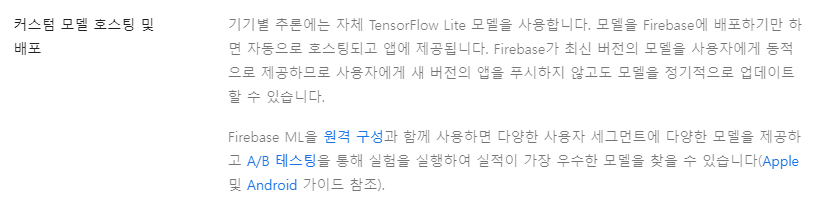 커스텀 모델 호스팅 및
배포
기기별 추론에는 자체 TensorFlow Lite 모델을 사용합니다. 모델을 Firebase에 배포하기만 하
면 자동으로 호스팅되고 앱에 제공됩니다. Firebase가 최신 버전의 모델을 사용자에게 동적
으로 제공하므로 사용자에게 새 버전의 앱을 푸시하지 않고도 모델을 정기적으로 업데이트
할 수 있습니다.
Firebase ML을 원격 구성과 함께 사용하면 다양한 사용자 세그먼트에 다양한 모델을 제공하
고 A/B 테스팅을 통해 실험을 실행하여 실적이 가장 우수한 모델을 찾을 수 있습니다(Apple
및 Android 가이드 참조).